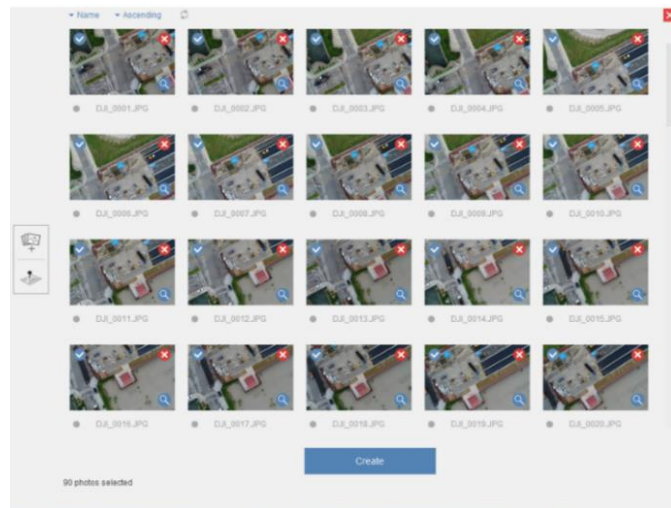 Name Ascending
DJI_0001.JPG DJI_0002.JPG DJI_0003.JPG DJI_0004.JPG DJI_0005.JPG
DJI_0006.JPG DJI_0007.JPG DJI_0008.JPG DJI_0009.JPG DJI_0010.JPG
DJI_0011.JPG DJI_0012.JPG DJI_0013.JPG DJI_0014.JPG DJI_0015.JPG
DJI_0016.JPG DJI_0017.JPG DJI_0018.JPG DJI_0019.JPG DJI_0020.JPG
Create
90 photos selected